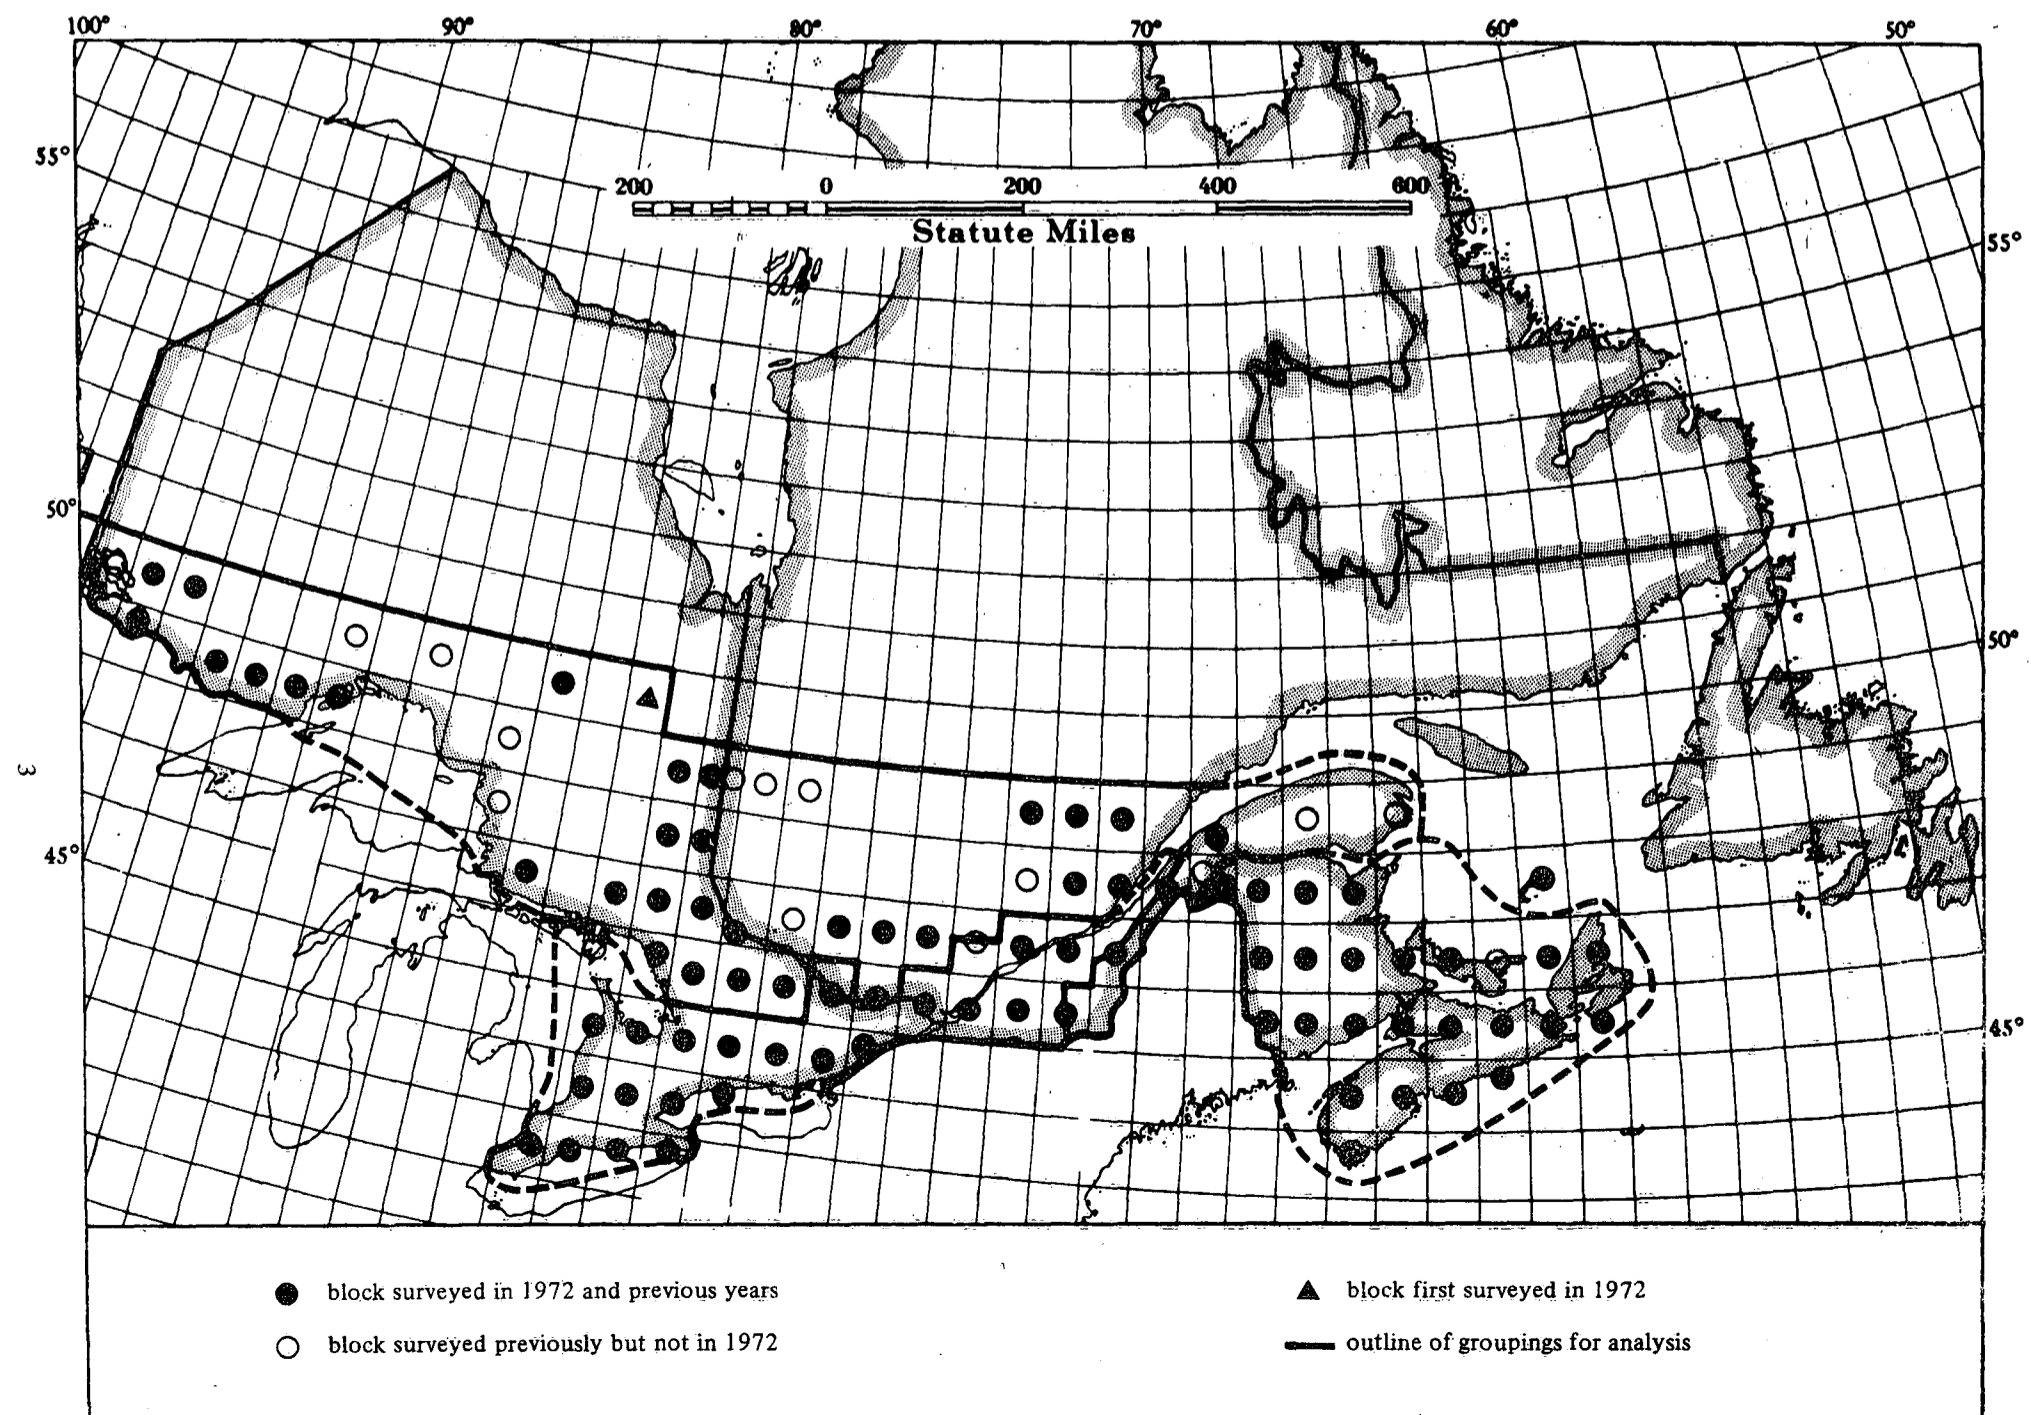 100° 90° 80° 70° 60° 50°
55°
200 0 200 400 600
Statute Miles
55°
50°
50°
3
45°
45°
block surveyed in 1972 and previous years
block first surveyed in 1972
block surveyed previously but not in 1972
outline of groupings for analysis